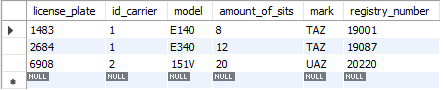 license_plate id_carrier model amount_of_sits mark registry_number
1483 1 E140 8 TAZ 19001
2684 1 E340 12 TAZ 19087
6908 2 151V 20 UAZ 20220
NULL NULL NULL NULL NULL NULL